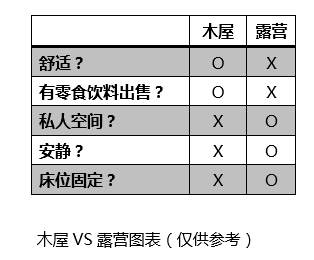 木屋 露营
舒适？ O X
有零食饮料出售？ O X
私人空间？ X O
安静？ X O
床位固定？ X O
木屋 VS 露营图表（仅供参考）